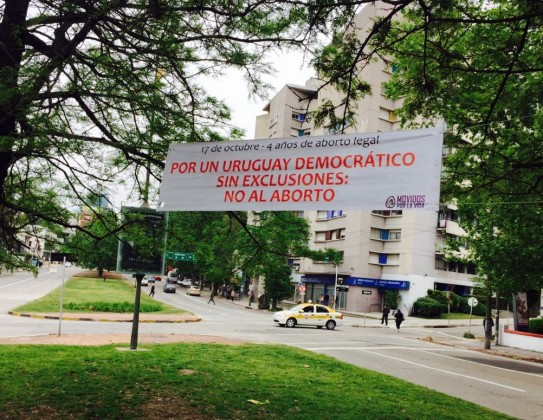 17 de octubre - 4 años de aborto legal
POR UN URUGUAY DEMOCRÁTICO
SIN EXCLUSIONES:
NO AL ABORTO
MOVIDOS
POR LA VIDA